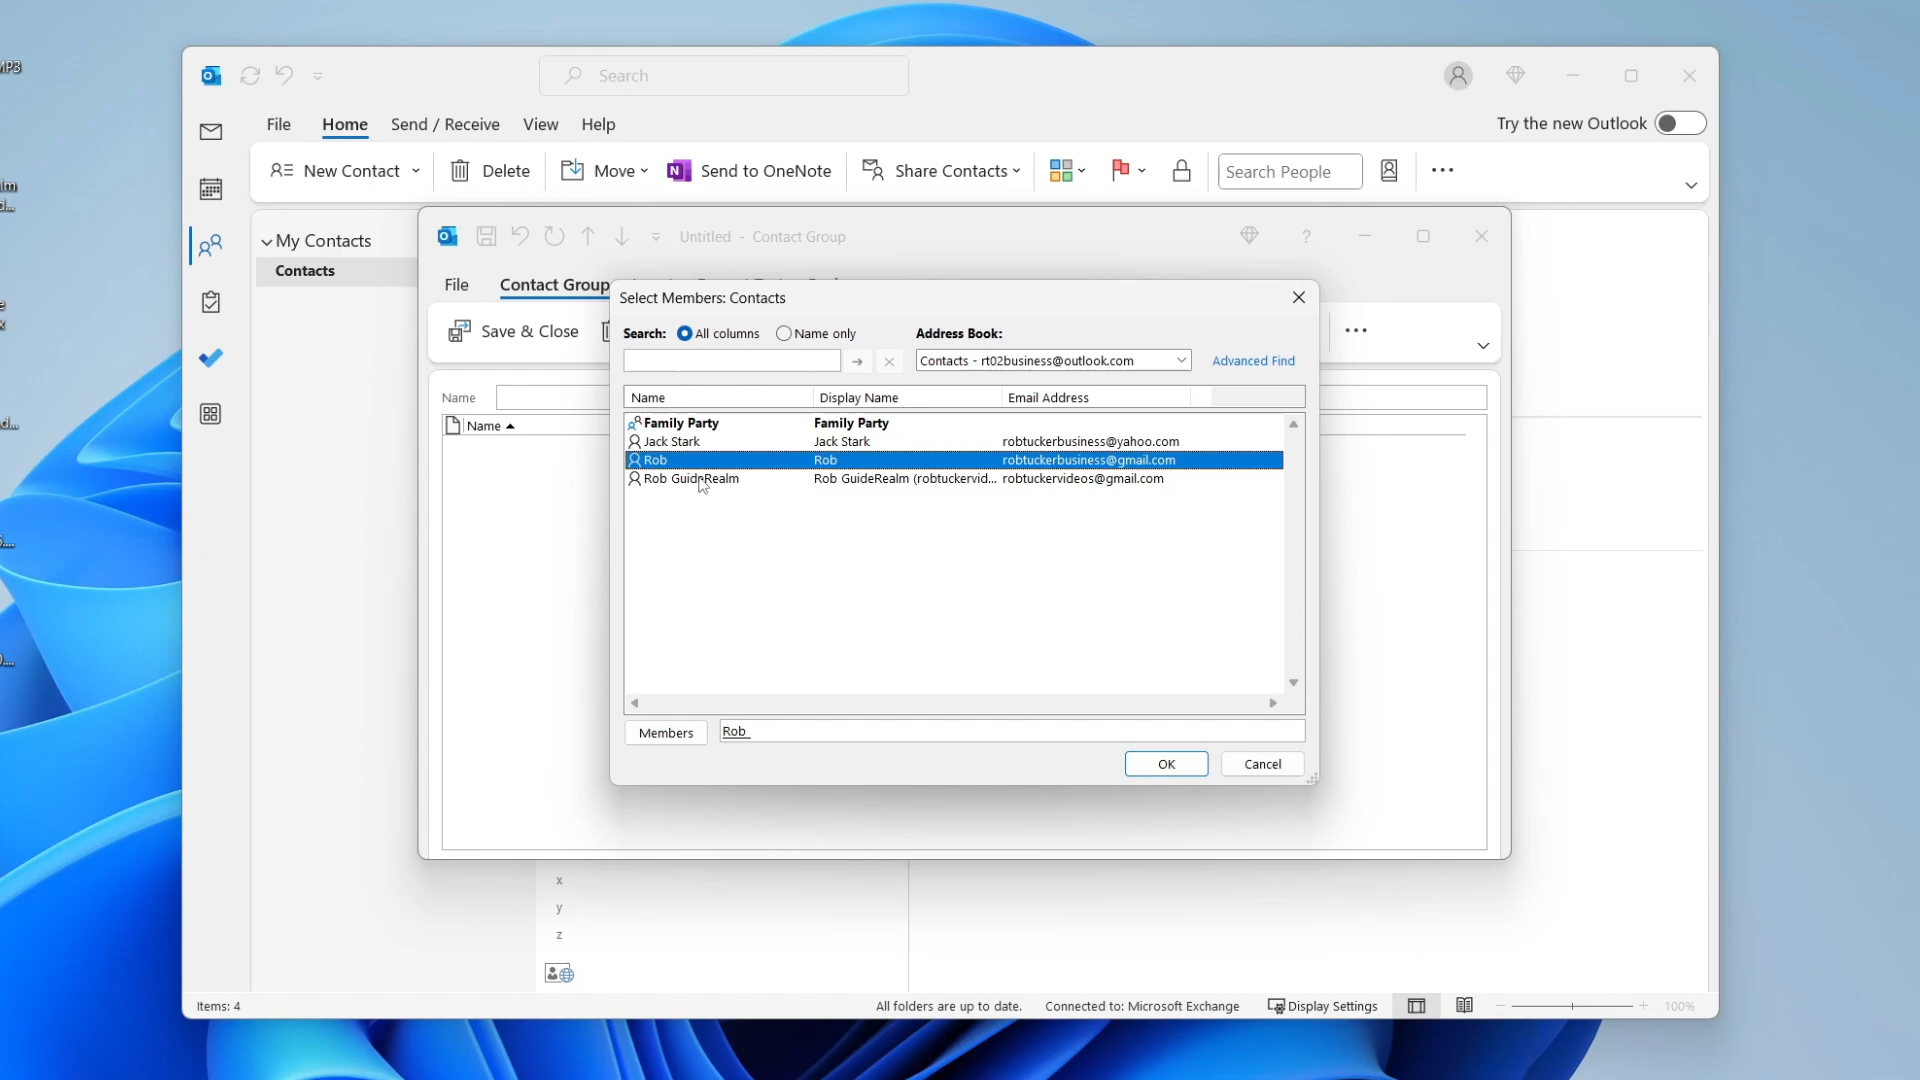 MP3
Search
File Home Send / Receive View Help
Try the new Outlook
New Contact Delete Move Send to OneNote Share Contacts Search People
My Contacts
Contacts
Untitled - Contact Group
File Contact Group
Save & Close
Name
Name
Select Members: Contacts
Search: All columns Name only Address Book:
Contacts - rt02business@outlook.com Advanced Find
Name Display Name Email Address
Family Party Family Party
Jack Stark Jack Stark robtuckerbusiness@yahoo.com
Rob Rob robtuckerbusiness@gmail.com
Rob GuideRealm Rob GuideRealm (robtuckervid... robtuckervideos@gmail.com
Members Rob
OK Cancel
x
y
z
Items: 4 All folders are up to date. Connected to: Microsoft Exchange Display Settings 100%